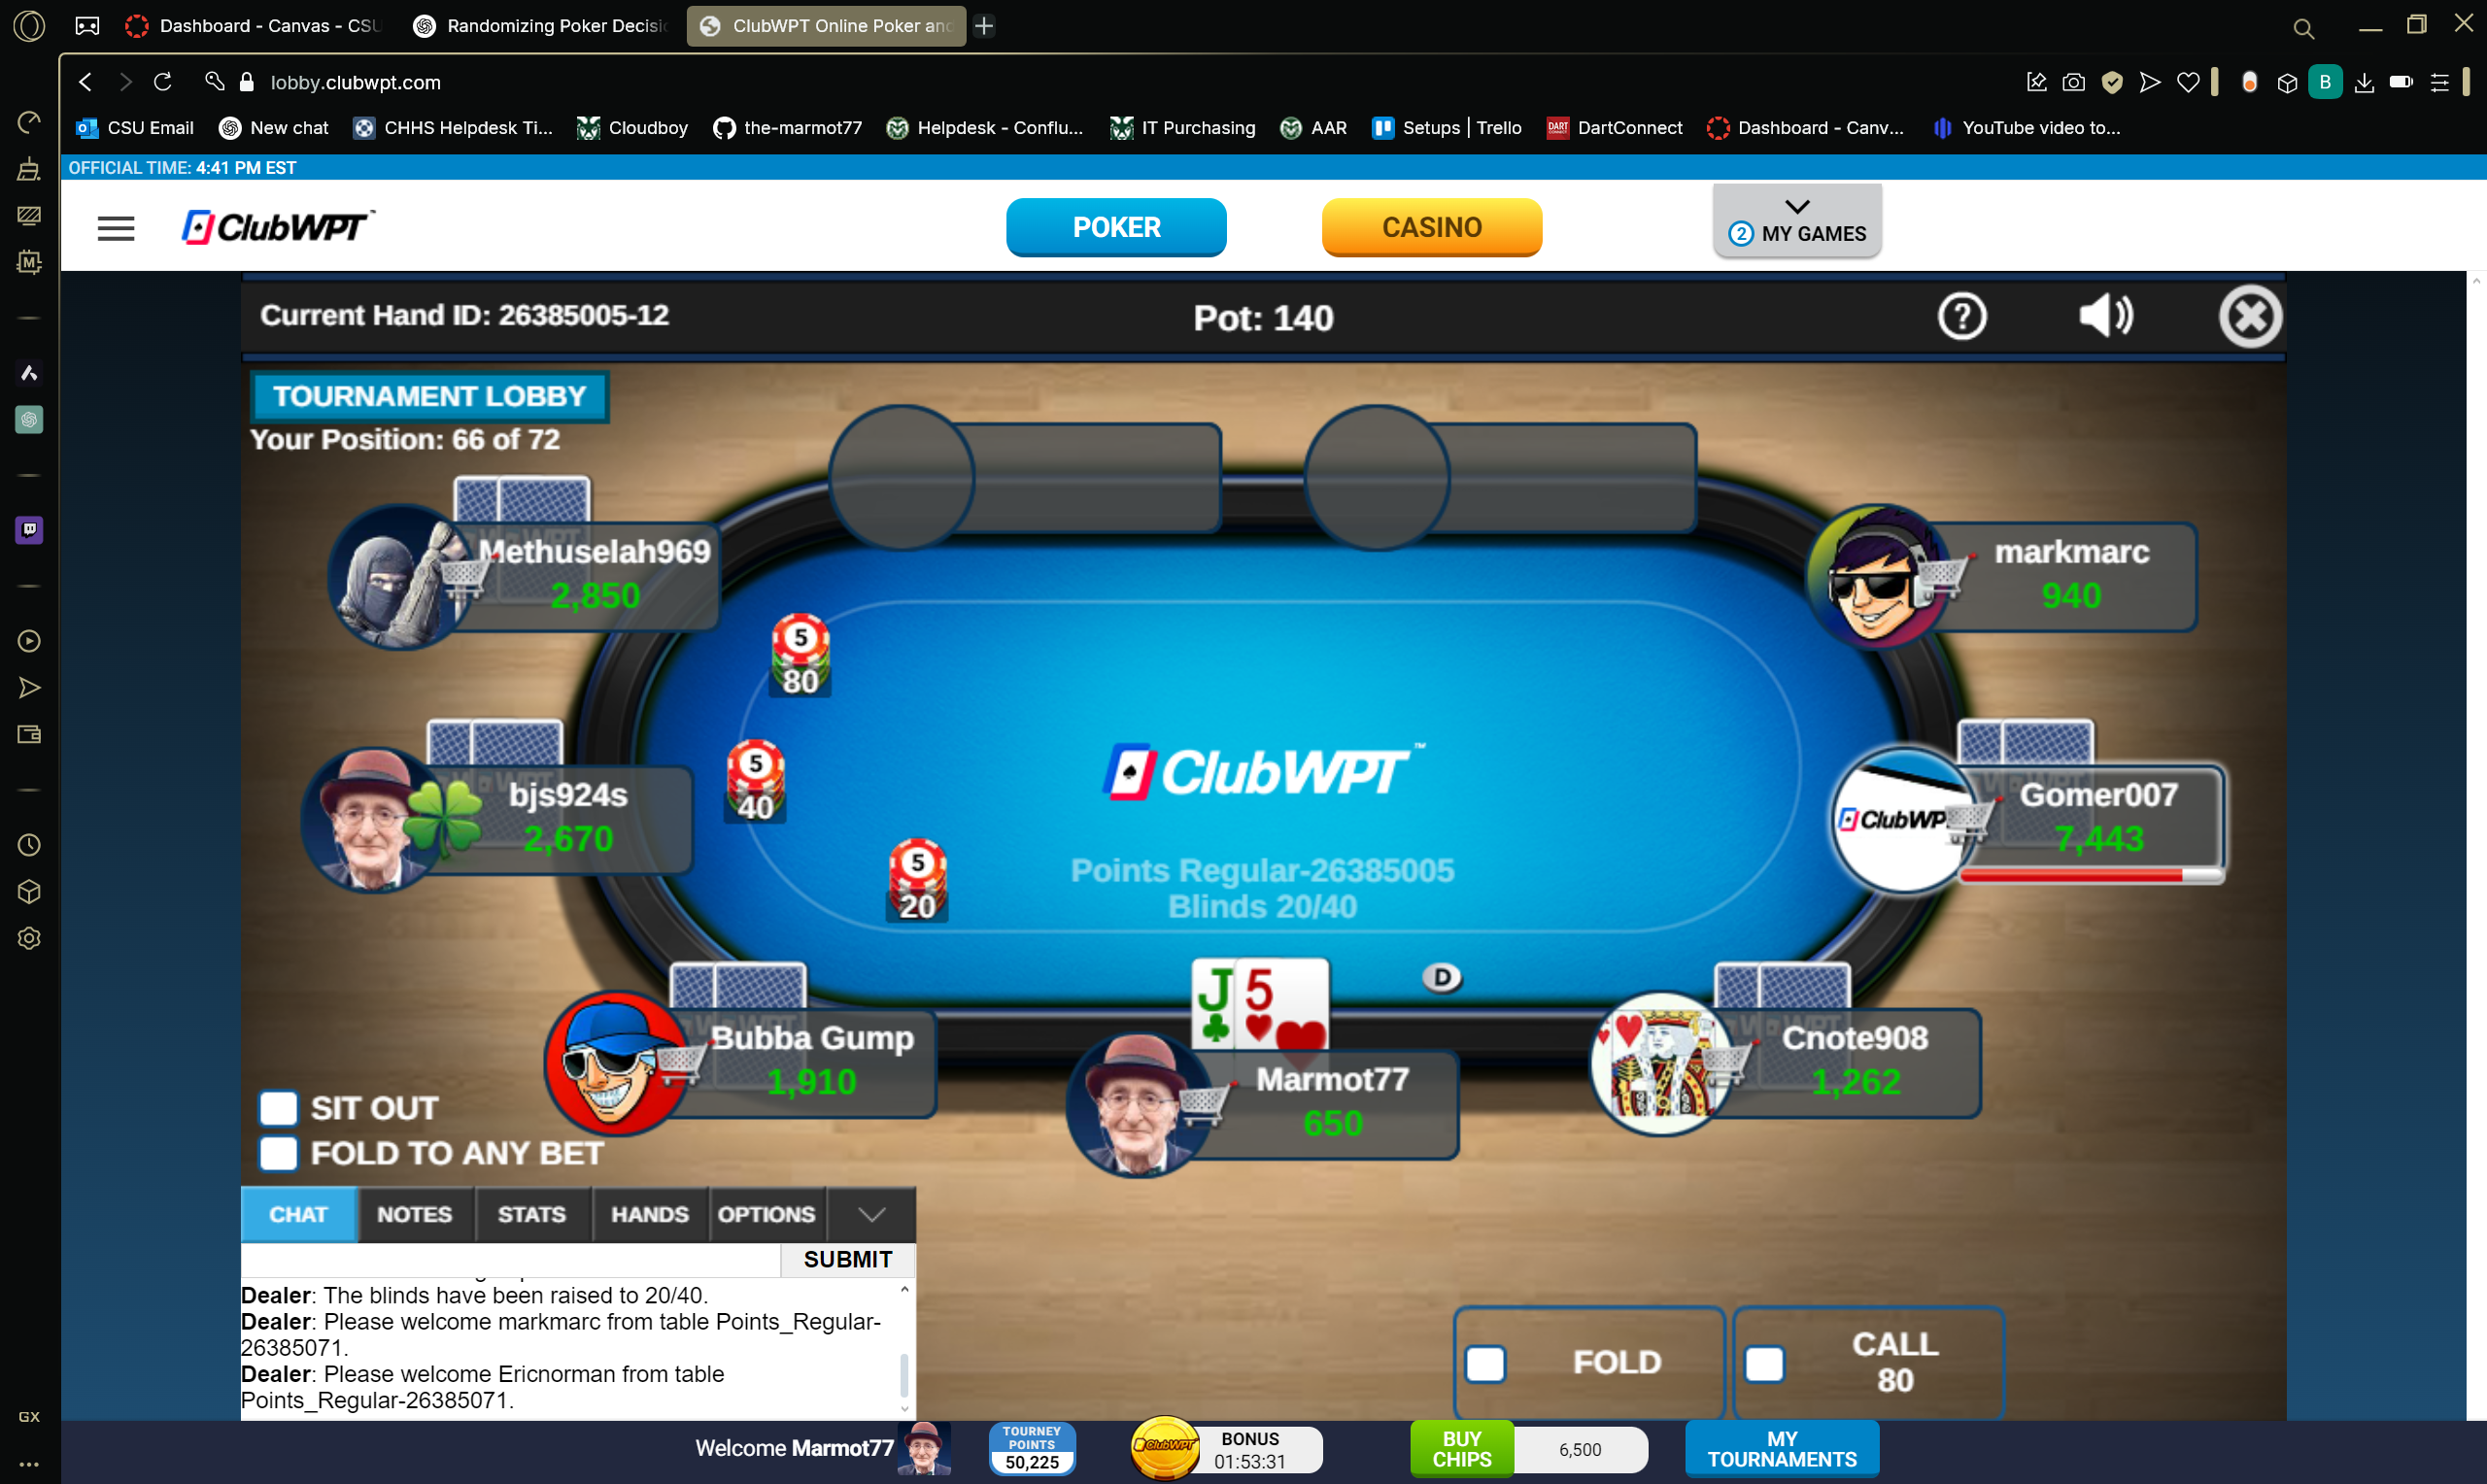 Dashboard - Canvas - CSU
Randomizing Poker Decisi
ClubWPT Online Poker and
lobby.clubwpt.com
B
CSU Email
New chat
CHHS Helpdesk Ti...
Cloudboy
the-marmot77
Helpdesk - Conflu...
IT Purchasing
AAR
Setups | Trello
DART CONNECT
DartConnect
Dashboard - Canv...
YouTube video to...
OFFICIAL TIME: 4:41 PM EST
ClubWPT™
POKER
CASINO
2 MY GAMES
Current Hand ID: 26385005-12
Pot: 140
TOURNAMENT LOBBY
Your Position: 66 of 72
Methuselah969
2,850
markmarc
940
5
80
bjs924s
2,670
5
40
ClubWPT™
ClubWP
Gomer007
7,443
5
20
Points Regular-26385005
Blinds 20/40
Bubba Gump
1,910
J 5
D
Marmot77
650
Cnote908
1,262
SIT OUT
FOLD TO ANY BET
CHAT
NOTES
STATS
HANDS
OPTIONS
SUBMIT
Dealer: The blinds have been raised to 20/40.
Dealer: Please welcome markmarc from table Points_Regular-
26385071.
Dealer: Please welcome Ericnorman from table
Points_Regular-26385071.
FOLD
CALL
80
GX
Welcome Marmot77
TOURNEY
POINTS
50,225
ClubWPT
BONUS
01:53:31
BUY
CHIPS
6,500
MY
TOURNAMENTS